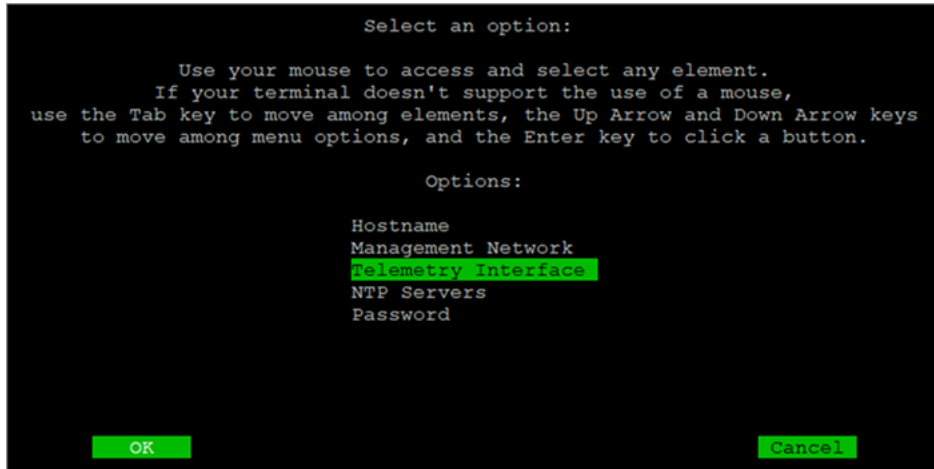 Select an option:
Use your mouse to access and select any element.
If your terminal doesn't support the use of a mouse,
use the Tab key to move among elements, the Up Arrow and Down Arrow keys
to move among menu options, and the Enter key to click a button.
Options:
Hostname
Management Network
Telemetry Interface
NTP Servers
Password
OK
Cancel